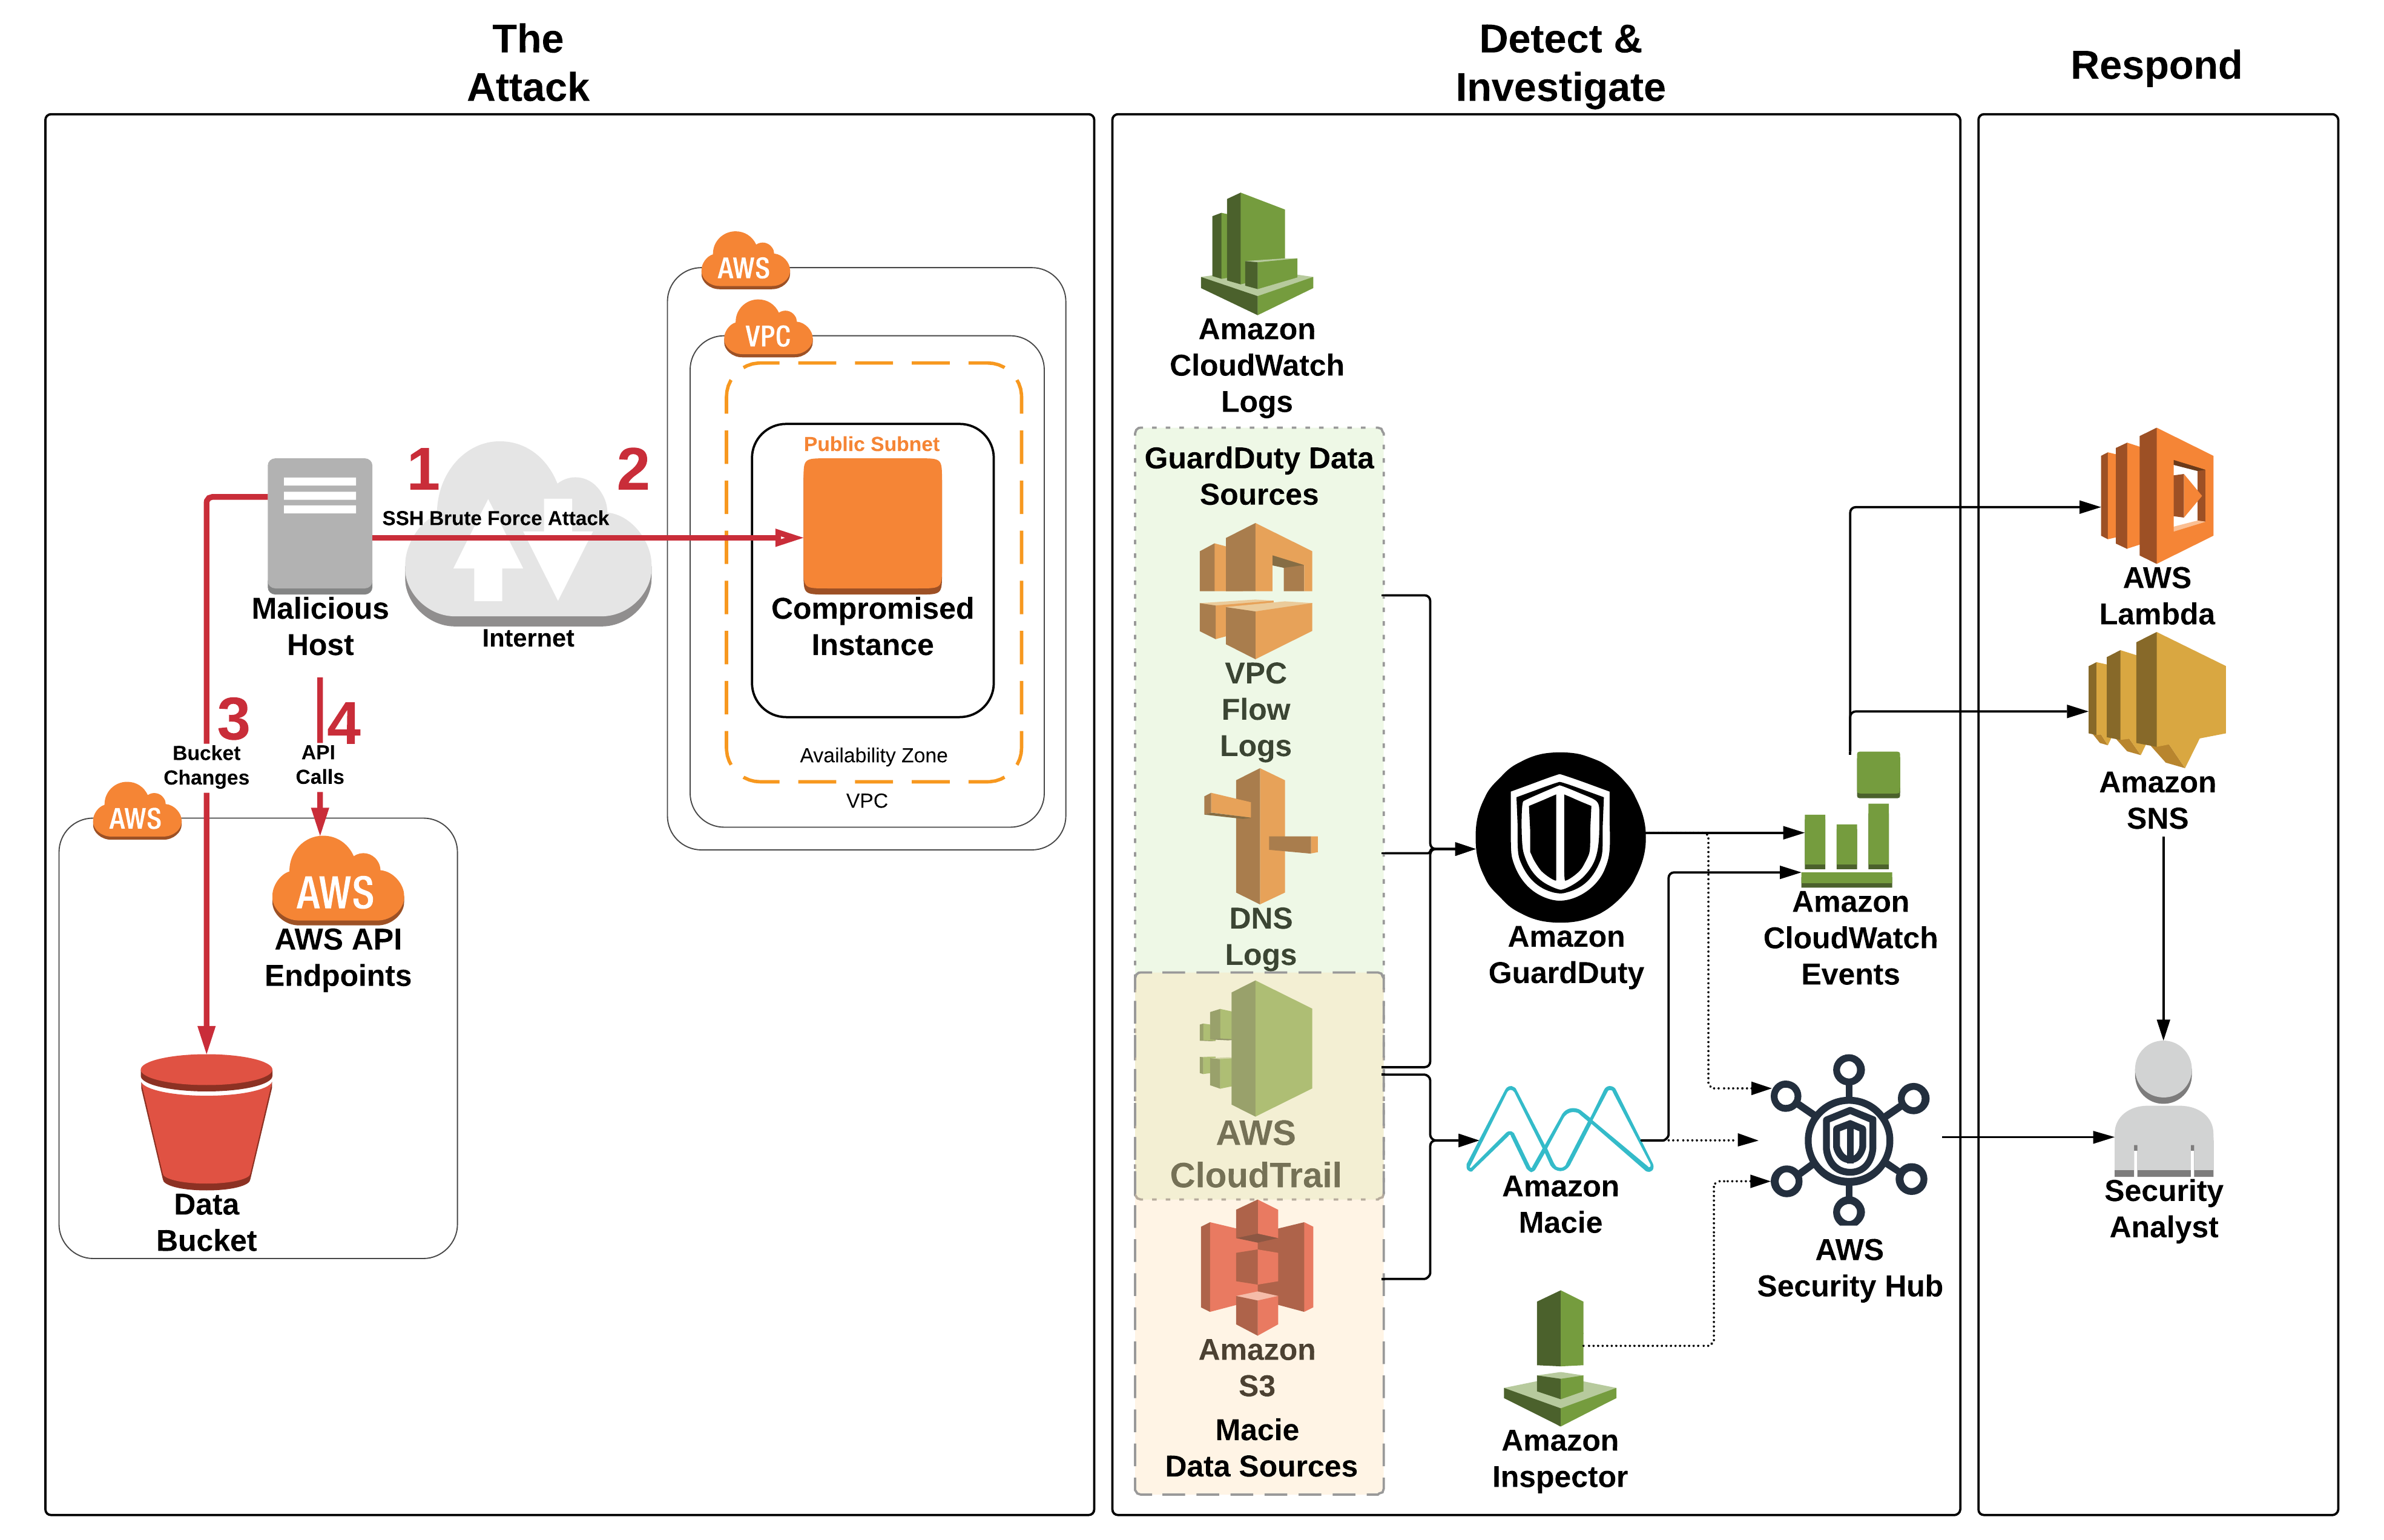 The
Attack
Detect &
Investigate
Respond
AWS
VPC
Public Subnet
1
2
SSH Brute Force Attack
Malicious
Host
Internet
Compromised
Instance
Availability Zone
VPC
3
Bucket
Changes
4
API
Calls
AWS
AWS
AWS API
Endpoints
Data
Bucket
Amazon
CloudWatch
Logs
GuardDuty Data
Sources
VPC
Flow
Logs
DNS
Logs
AWS
CloudTrail
Amazon
S3
Macie
Data Sources
Amazon
GuardDuty
Amazon
Macie
Amazon
Inspector
Amazon
CloudWatch
Events
AWS
Security Hub
AWS
Lambda
Amazon
SNS
Security
Analyst